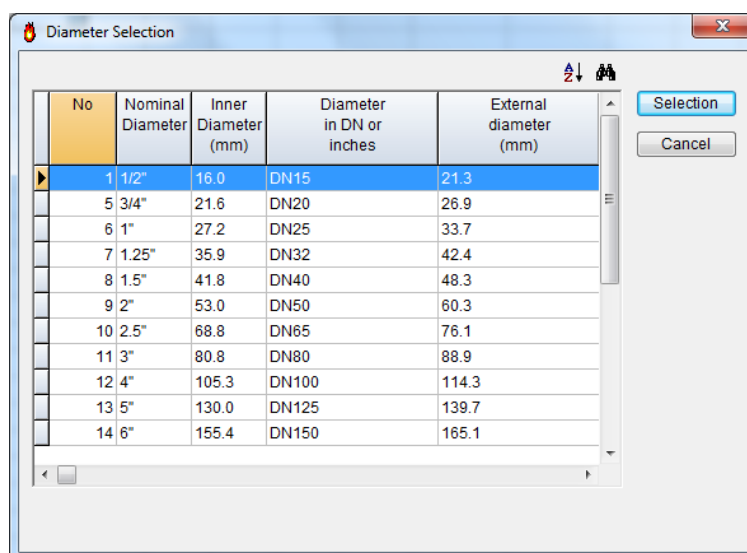 Diameter Selection
No Nominal Diameter Inner Diameter (mm) Diameter in DN or inches External diameter (mm)
1 1/2" 16.0 DN15 21.3
5 3/4" 21.6 DN20 26.9
6 1" 27.2 DN25 33.7
7 1.25" 35.9 DN32 42.4
8 1.5" 41.8 DN40 48.3
9 2" 53.0 DN50 60.3
10 2.5" 68.8 DN65 76.1
11 3" 80.8 DN80 88.9
12 4" 105.3 DN100 114.3
13 5" 130.0 DN125 139.7
14 6" 155.4 DN150 165.1
Selection
Cancel